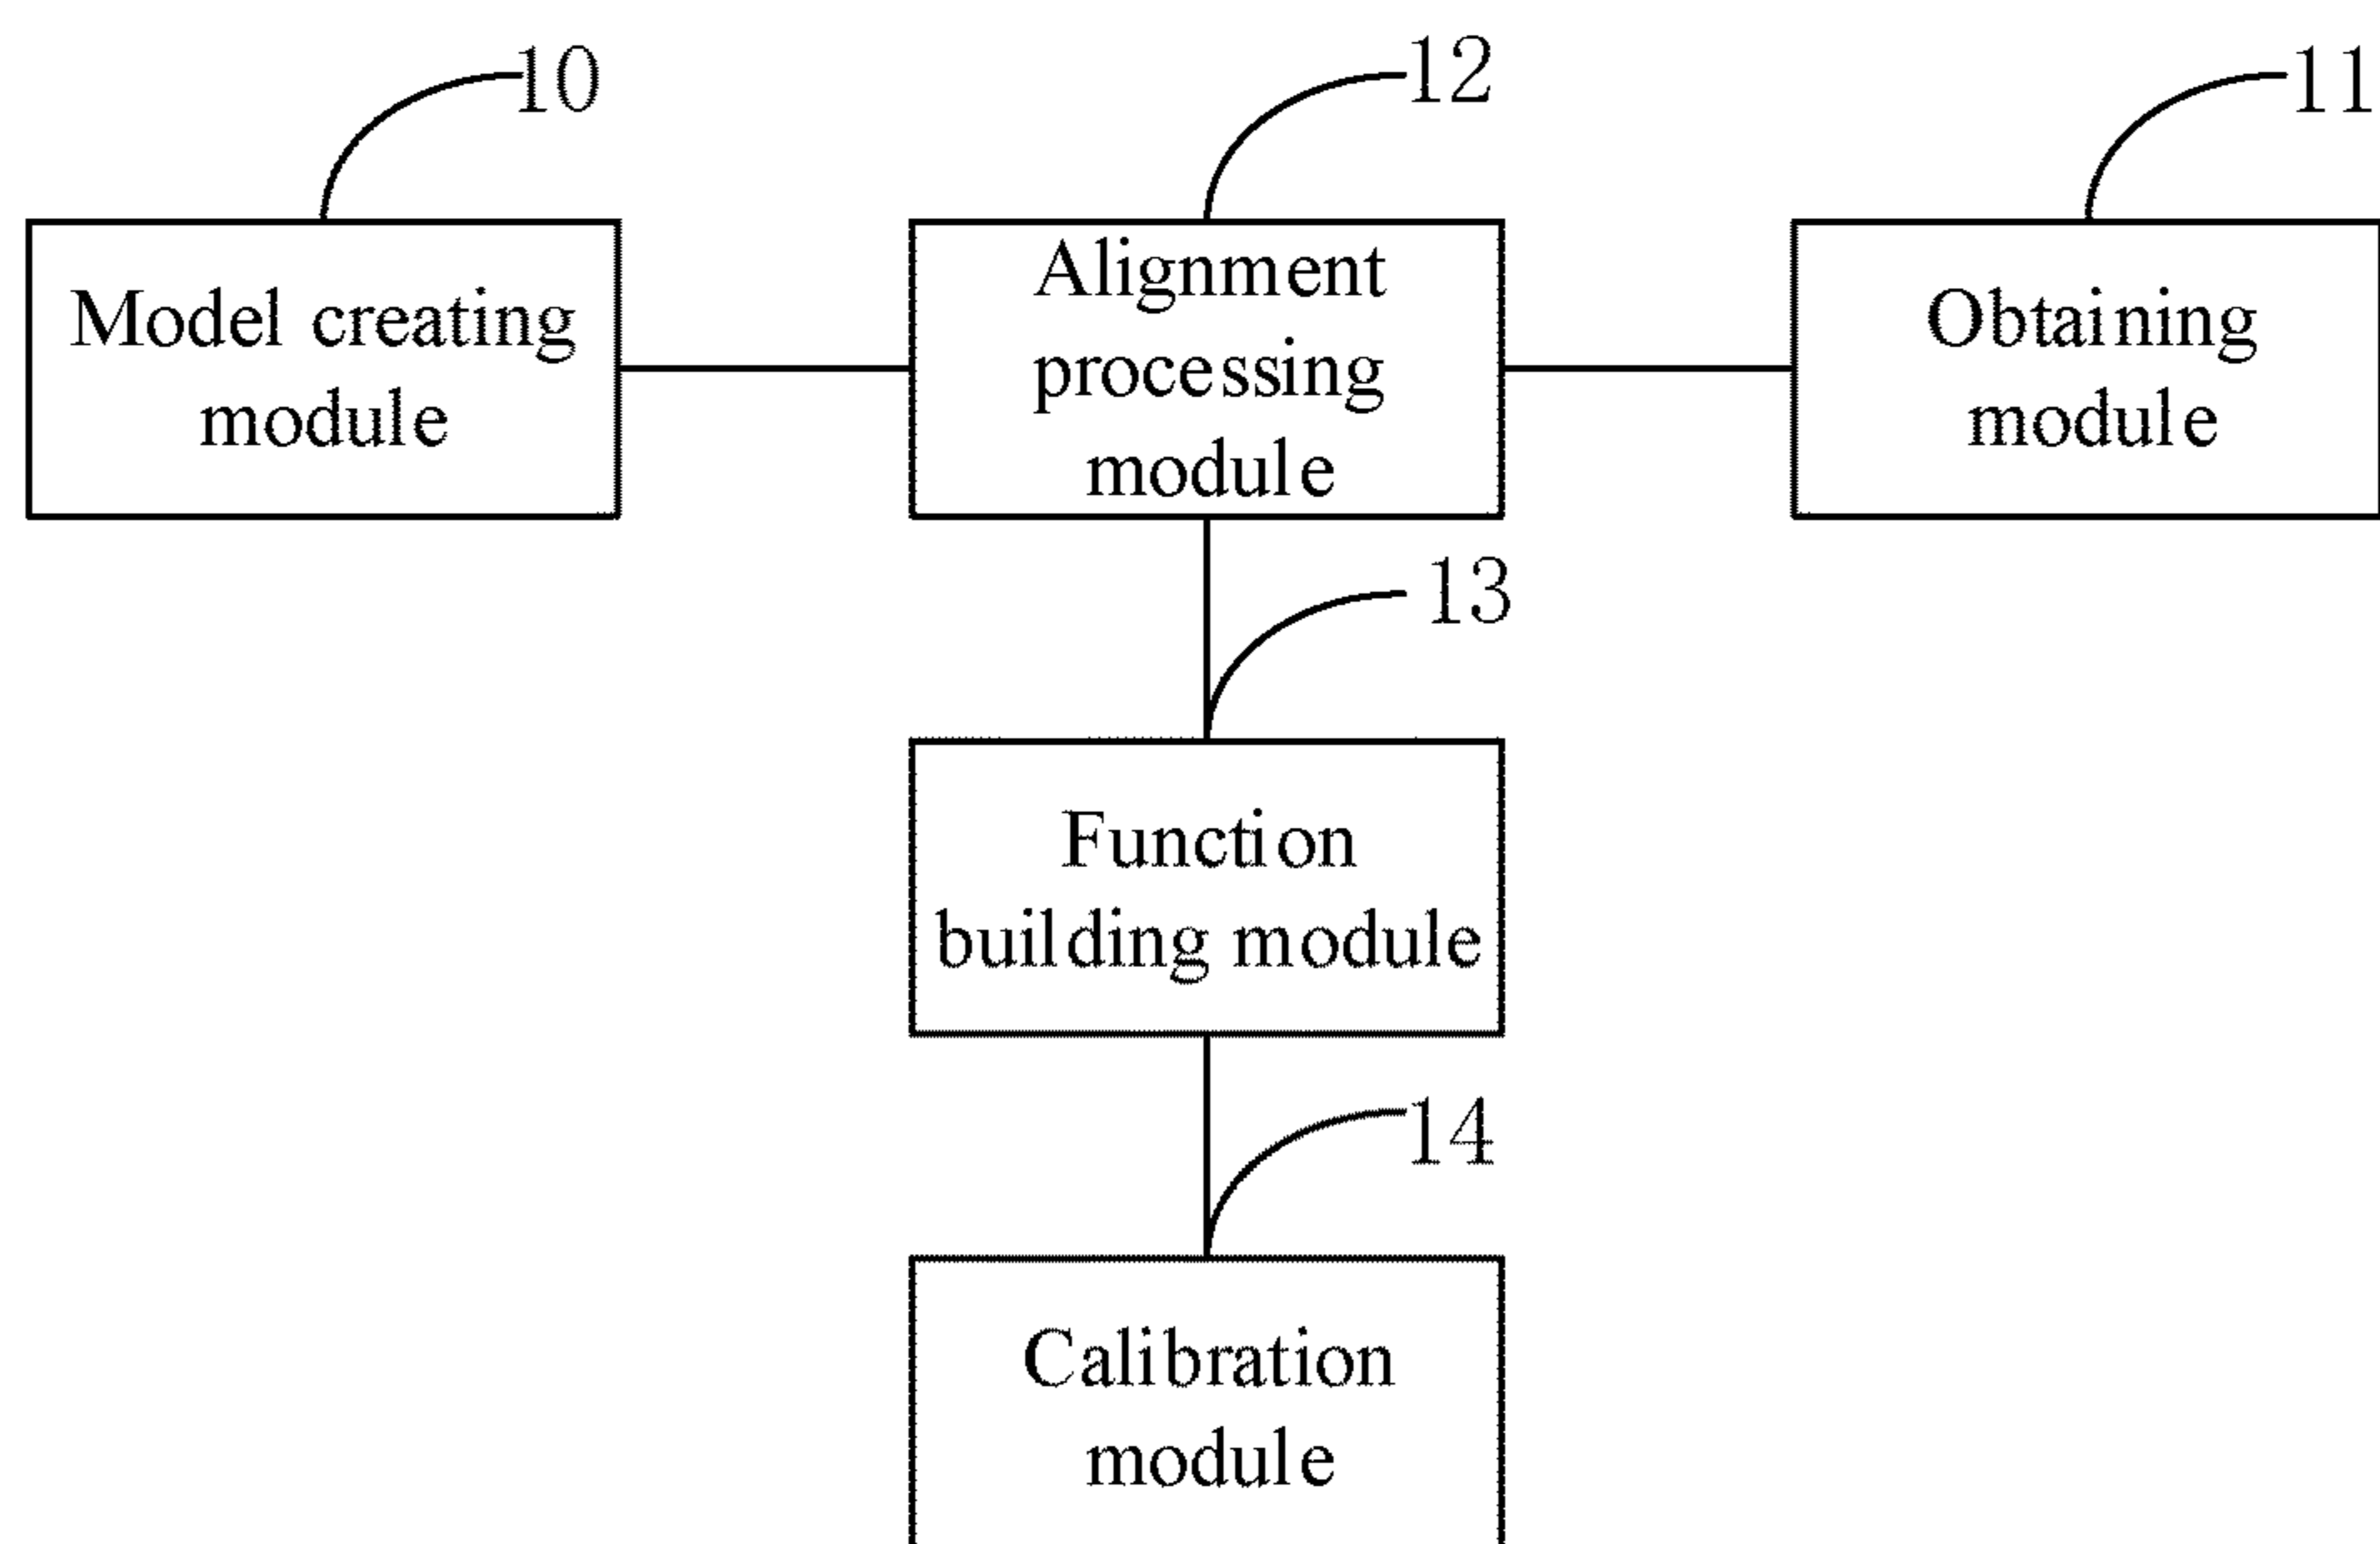 10
12
11
Model creating
module
Alignment
processing
module
Obtaining
module
13
Function
building module
14
Calibration
module